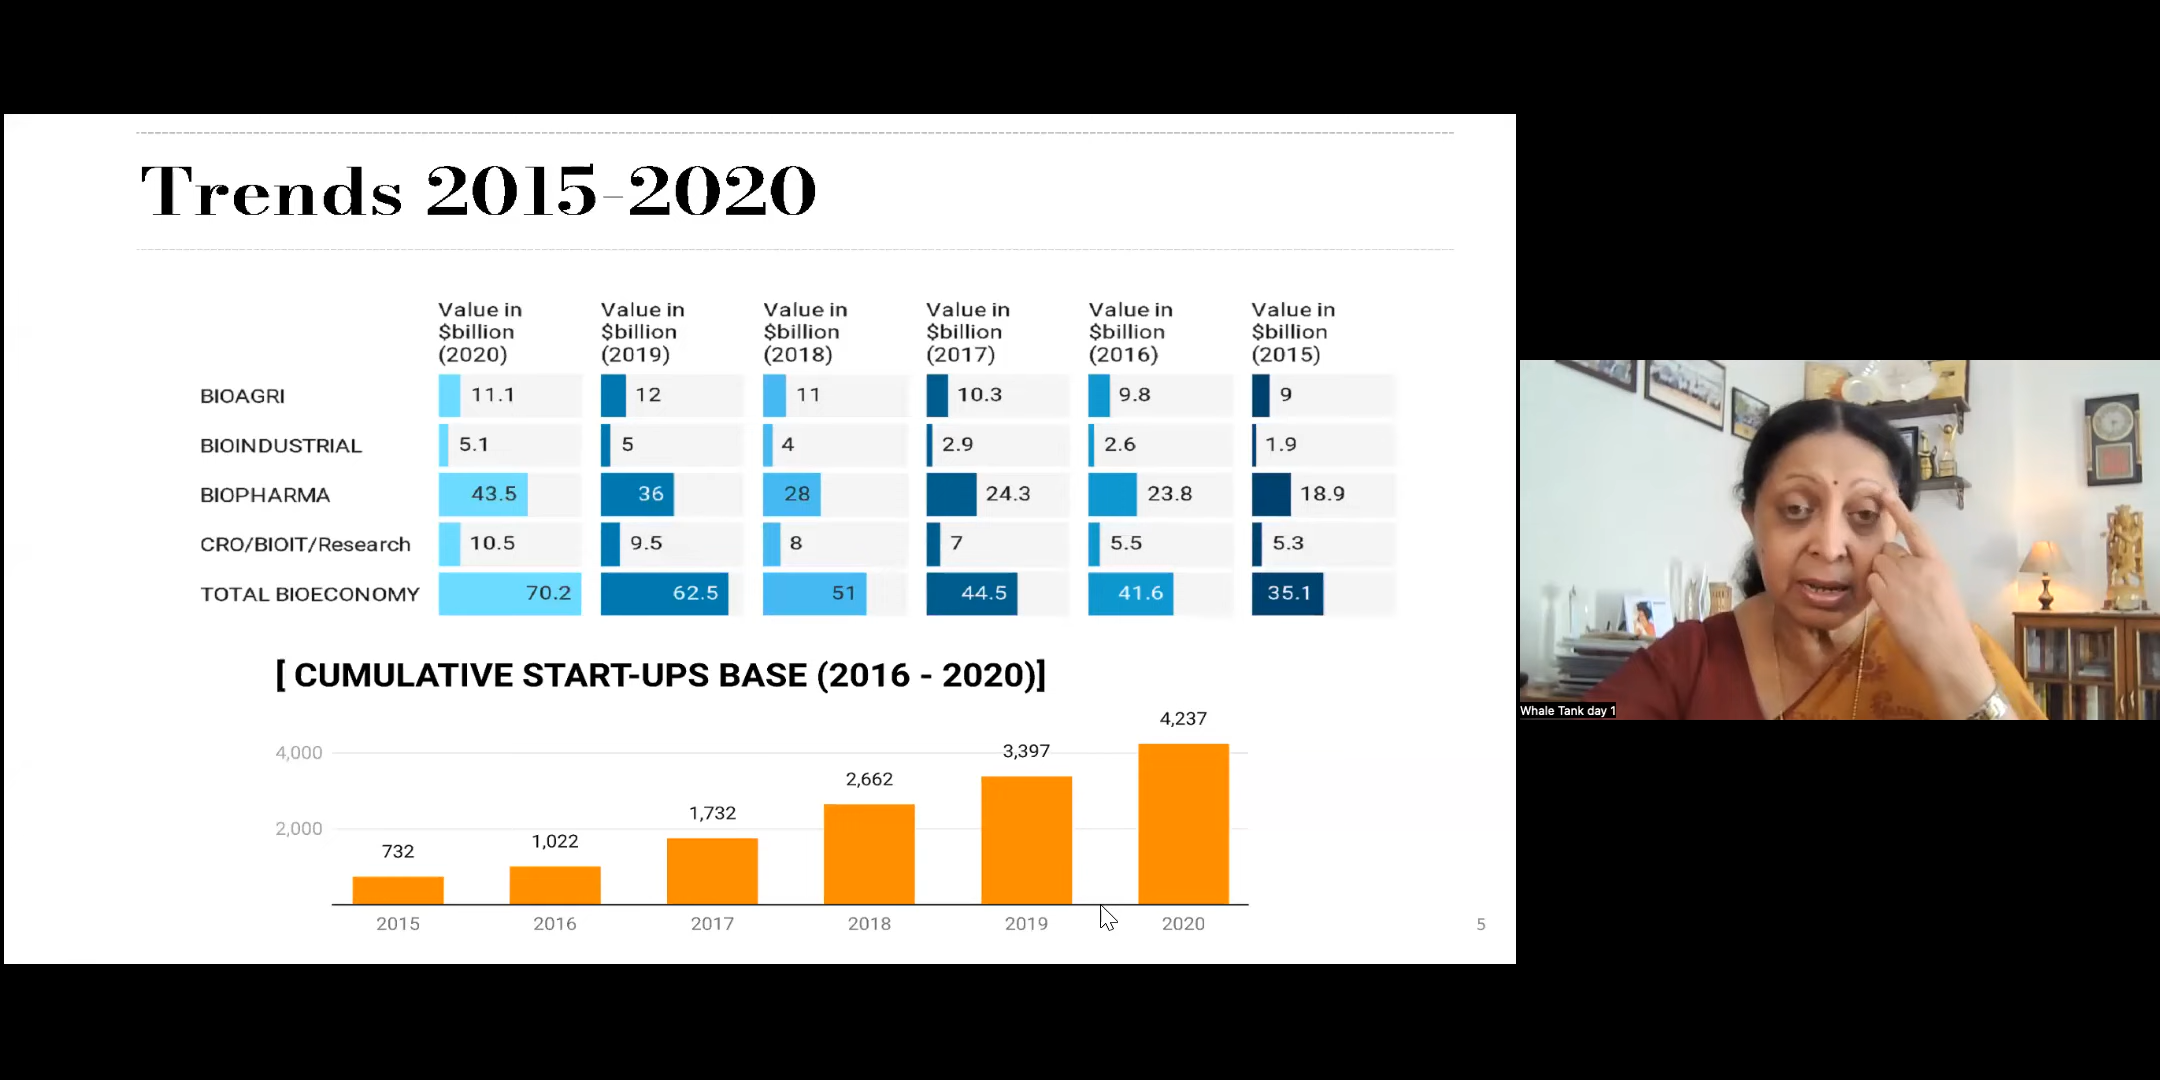 Trends 2015-2020
Value in $billion (2020) Value in $billion (2019) Value in $billion (2018) Value in $billion (2017) Value in $billion (2016) Value in $billion (2015)
BIOAGRI 11.1 12 11 10.3 9.8 9
BIOINDUSTRIAL 5.1 5 4 2.9 2.6 1.9
BIOPHARMA 43.5 36 28 24.3 23.8 18.9
CRO/BIOIT/Research 10.5 9.5 8 7 5.5 5.3
TOTAL BIOECONOMY 70.2 62.5 51 44.5 41.6 35.1
[ CUMULATIVE START-UPS BASE (2016 - 2020)]
4,000
2,000
732 1,022 1,732 2,662 3,397 4,237
2015 2016 2017 2018 2019 2020
5
Whale Tank day 1